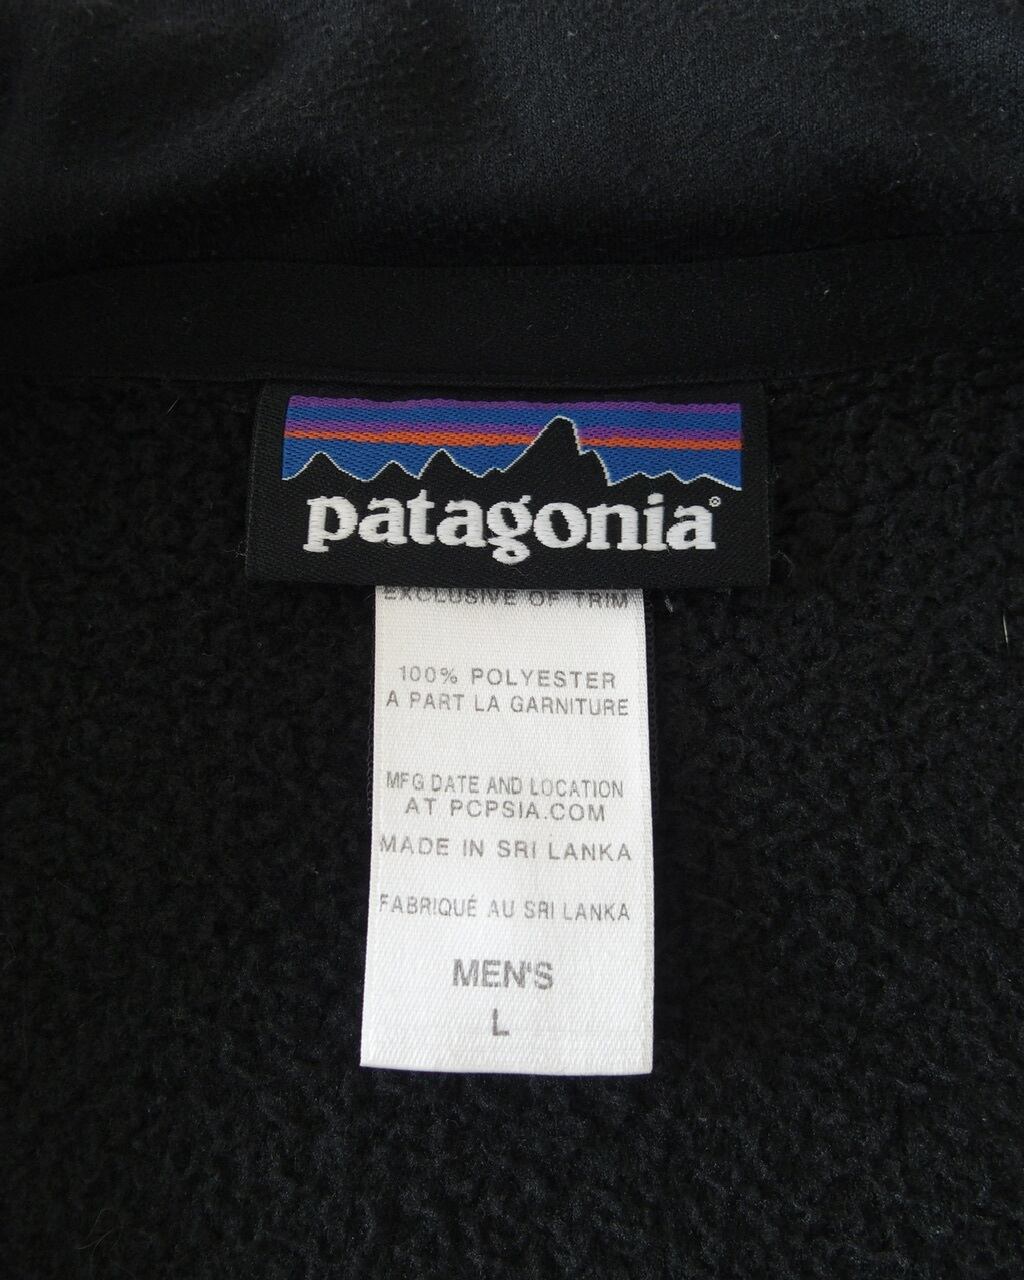 patagonia®
EXCLUSIVE OF TRIM
100% POLYESTER
A PART LA GARNITURE
MFG DATE AND LOCATION
AT PCPSIA.COM
MADE IN SRI LANKA
FABRIQUÉ AU SRI LANKA
MEN'S
L